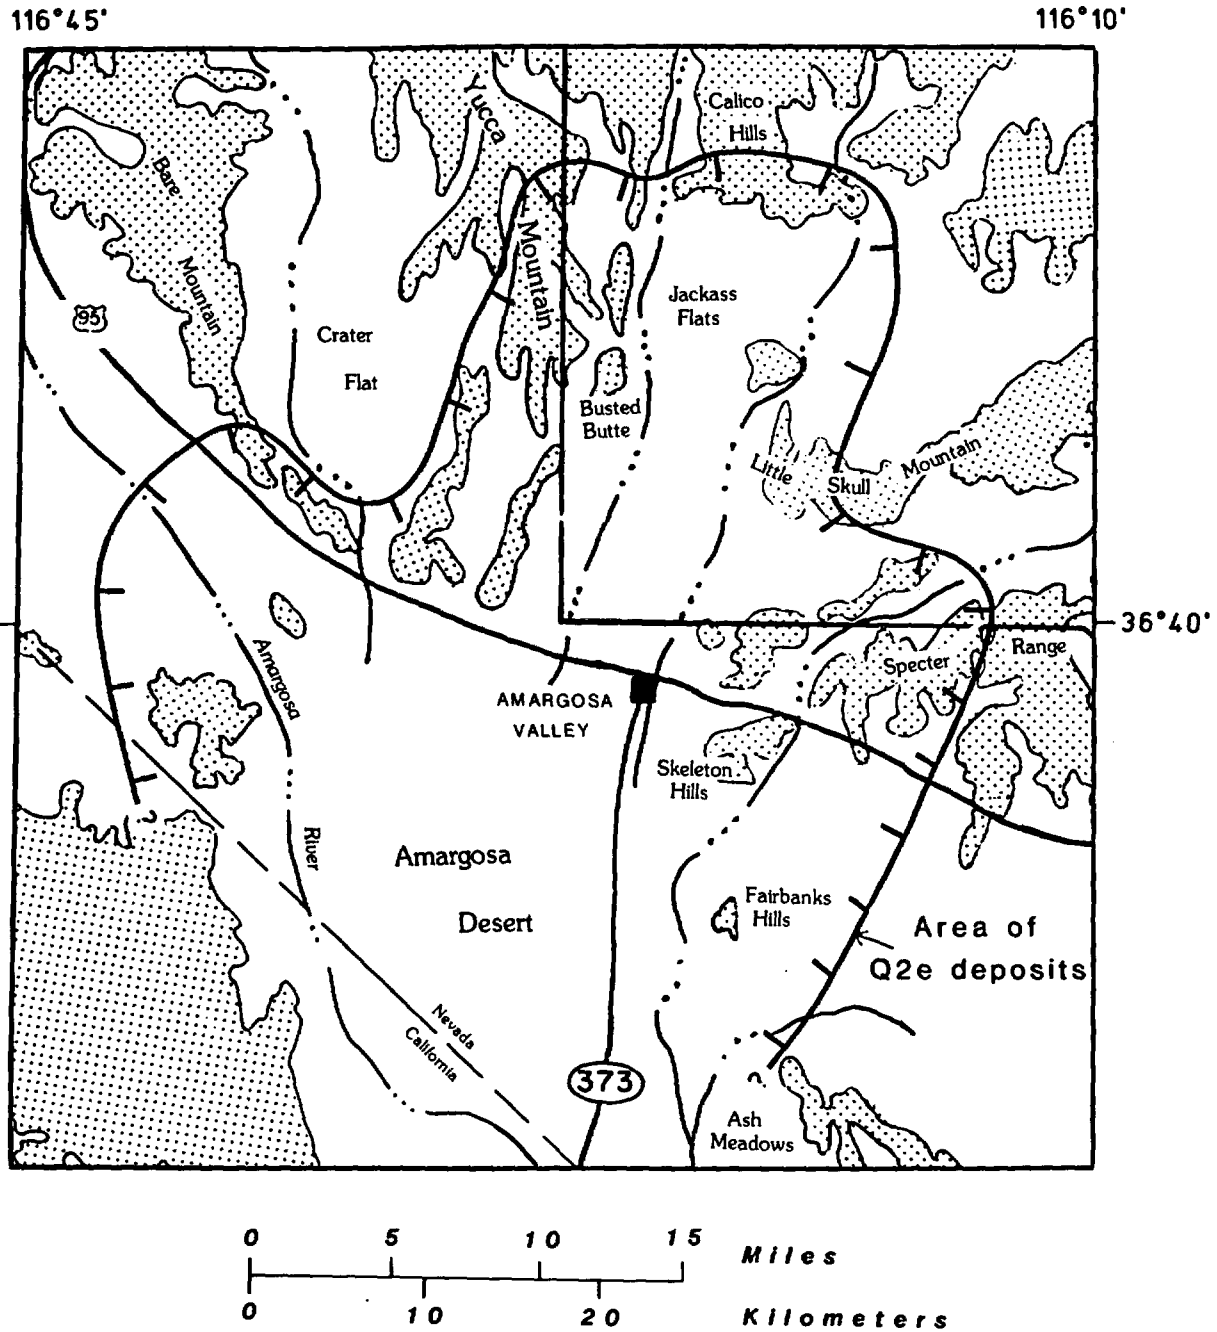 116°45'
116°10'
Yucca
Mountain
Calico
Hills
Bare
Mountain
95
Crater
Flat
Jackass
Flats
Busted
Butte
Little
Skull
Mountain
36°40'
Specter
Range
Amargosa
River
AMARGOSA
VALLEY
Skeleton
Hills
Amargosa
Desert
Fairbanks
Hills
Area of
Q2e deposits
Nevada
California
373
Ash
Meadows
0 5 10 15 Miles
0 10 20 Kilometers